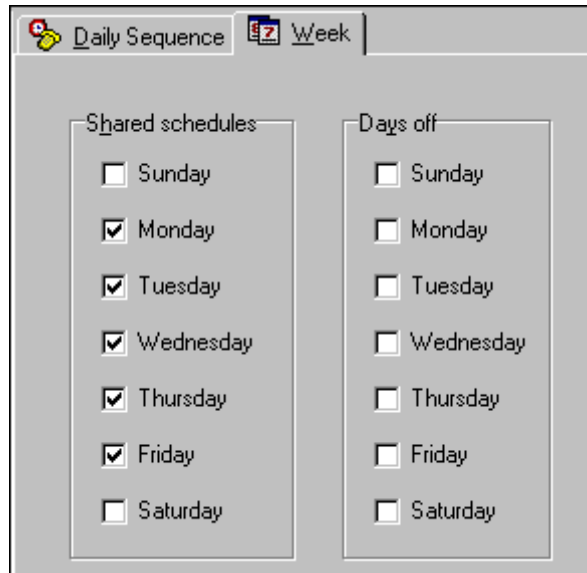 Daily Sequence
Week
Shared schedules
Sunday
Monday
Tuesday
Wednesday
Thursday
Friday
Saturday
Days off
Sunday
Monday
Tuesday
Wednesday
Thursday
Friday
Saturday